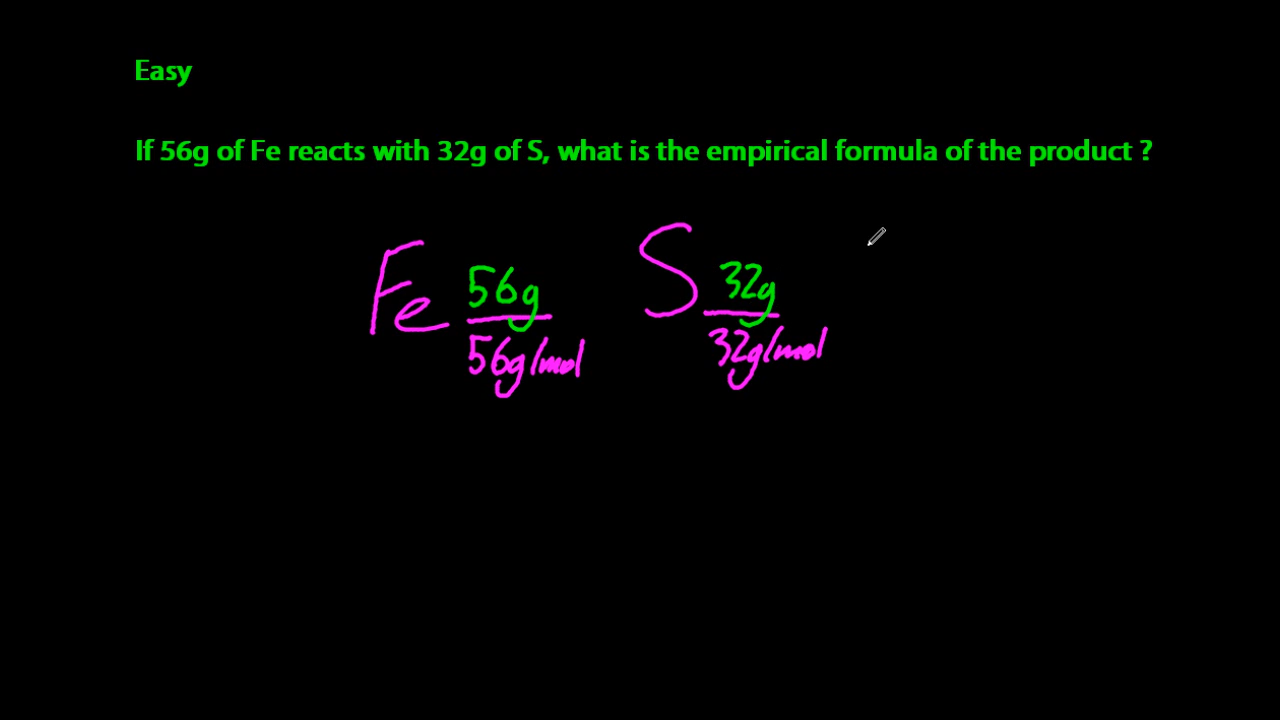 Easy
If 56g of Fe reacts with 32g of S, what is the empirical formula of the product ?
Fe 56g S 32g
56g/mol 32g/mol